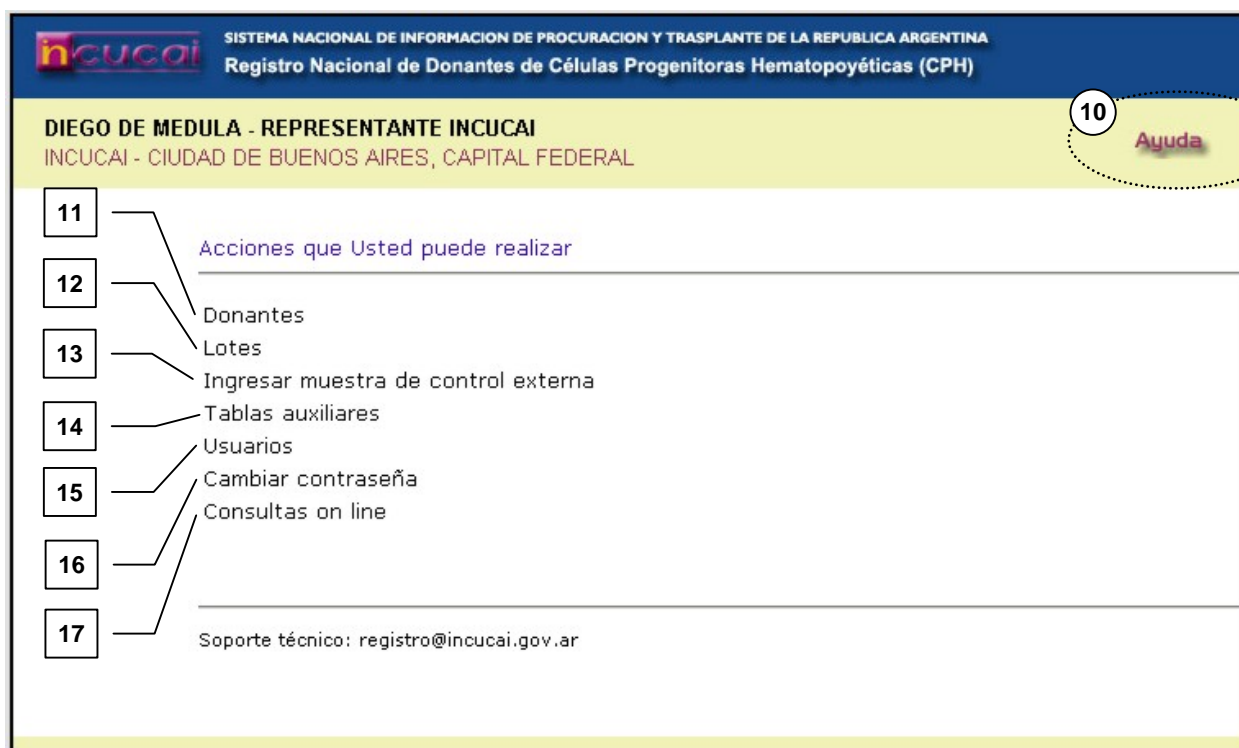 incucai
SISTEMA NACIONAL DE INFORMACION DE PROCURACION Y TRASPLANTE DE LA REPUBLICA ARGENTINA
Registro Nacional de Donantes de Células Progenitoras Hematopoyéticas (CPH)
DIEGO DE MEDULA - REPRESENTANTE INCUCAI
INCUCAI - CIUDAD DE BUENOS AIRES, CAPITAL FEDERAL
10
Ayuda
11
Acciones que Usted puede realizar
12
Donantes
Lotes
13
Ingresar muestra de control externa
14
Tablas auxiliares
Usuarios
15
Cambiar contraseña
Consultas on line
16
17
Soporte técnico: registro@incucai.gov.ar